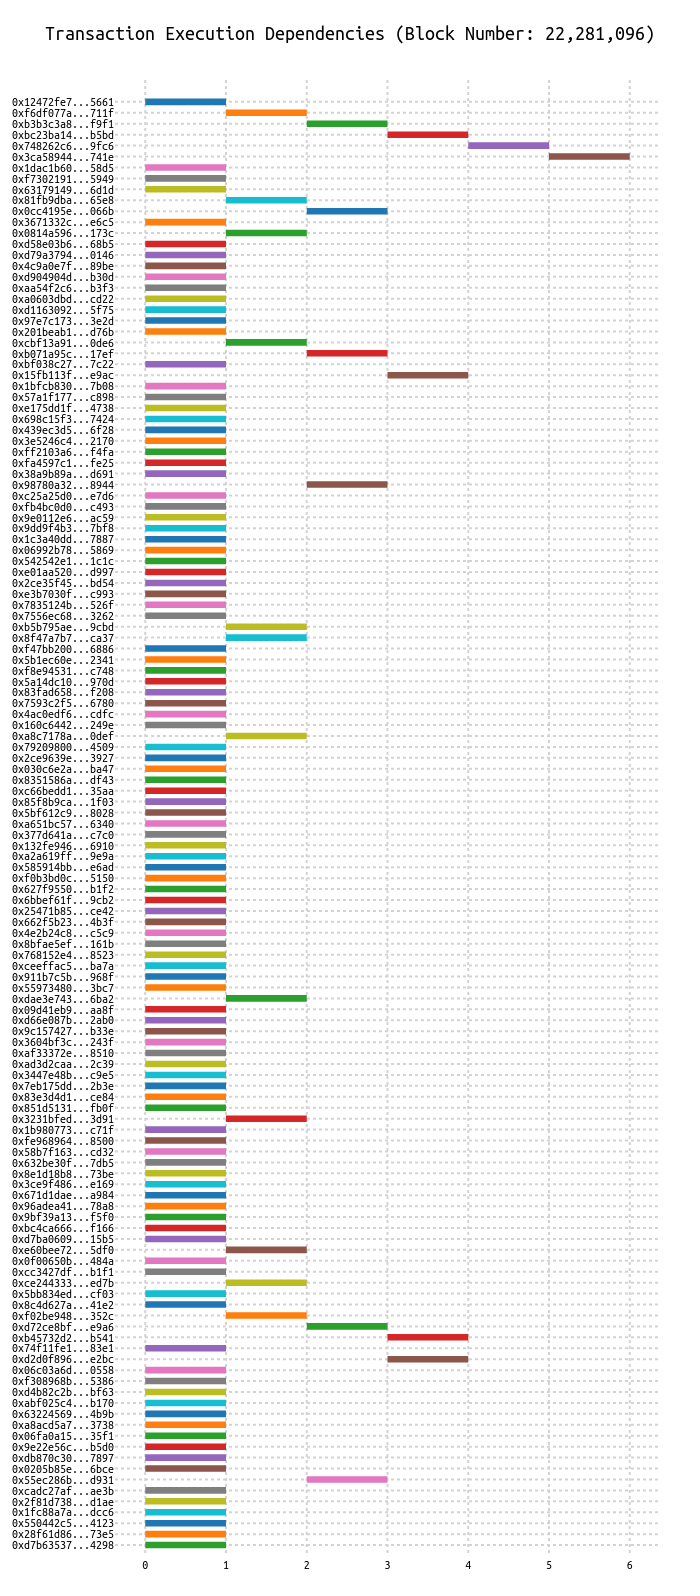 Transaction Execution Dependencies (Block Number: 22,281,096)
0x12472fe7...5661
0xf6df077a...711f
0xb3b3c3a8...f9f1
0xbc23ba14...b5bd
0x748262c6...9fc6
0x3ca58944...741e
0x1dac1b60...58d5
0xf7302191...5949
0x63179149...6d1d
0x81fb9dba...65e8
0x0cc4195e...066b
0x3671332c...e6c5
0x0814a596...173c
0xd58e03b6...68b5
0xd79a3794...0146
0x4c9a0e7f...89be
0xd904904d...b30d
0xaa54f2c6...b3f3
0xa0603dbd...cd22
0xd1163092...5f75
0x97e7c173...3e2d
0x201beab1...d76b
0xcbf13a91...0de6
0xb071a95c...17ef
0xbf038c27...7c22
0x15fb113f...e9ac
0x1bfcb830...7b08
0x57a1f177...c898
0xe175dd1f...4738
0x698c15f3...7424
0x439ec3d5...6f28
0x3e5246c4...2170
0xff2103a6...f4fa
0xfa4597c1...fe25
0x38a9b89a...d691
0x98780a32...8944
0xc25a25d0...e7d6
0xfb4bc0d0...c493
0x9e0112e6...ac59
0x9dd9f4b3...7bf8
0x1c3a40dd...7887
0x06992b78...5869
0x542542e1...1c1c
0xe01aa520...d997
0x2ce35f45...bd54
0xe3b7030f...c993
0x7835124b...526f
0x7556ec68...3262
0xb5b795ae...9cbd
0x8f47a7b7...ca37
0xf47bb200...6886
0x5b1ec60e...2341
0xf8e94531...c748
0x5a14dc10...970d
0x83fad658...f208
0x7593c2f5...6780
0x4ac0edf6...cdfc
0x160c6442...249e
0xa8c7178a...0def
0x79209800...4509
0x2ce9639e...3927
0x030c6e2a...ba47
0x8351586a...df43
0xc66bedd1...35aa
0x85f8b9ca...1f03
0x5bf612c9...8028
0xa651bc57...6340
0x377d641a...c7c0
0x132fe946...6910
0xa2a619ff...9e9a
0x585914bb...e6ad
0xf0b3bd0c...5150
0x627f9550...b1f2
0x6bbef61f...9cb2
0x25471b85...ce42
0x662f5b23...4b3f
0x4e2b24c8...c5c9
0x8bfae5ef...161b
0x768152e4...8523
0xceeffac5...ba7a
0x911b7c5b...968f
0x55973480...3bc7
0xdae3e743...6ba2
0x09d41eb9...aa8f
0xd66e087b...2ab0
0x9c157427...b33e
0x3604bf3c...243f
0xaf33372e...8510
0xad3d2caa...2c39
0x3447e48b...c9e5
0x7eb175dd...2b3e
0x83e3d4d1...ce84
0x851d5131...fb0f
0x3231bfed...3d91
0x1b980773...c71f
0xfe968964...8500
0x58b7f163...cd32
0x632be30f...7db5
0x8e1d18b8...73be
0x3ce9f486...e169
0x671d1dae...a984
0x96adea41...78a8
0x9bf39a13...f5f0
0xbc4ca666...f166
0xd7ba0609...15b5
0xe60bee72...5df0
0x0f00650b...484a
0xcc3427df...b1f1
0xce244333...ed7b
0x5bb834ed...cf03
0x8c4d627a...41e2
0xf02be948...352c
0xd72ce8bf...e9a6
0xb45732d2...b541
0x74f11fe1...83e1
0xd2d0f896...e2bc
0x06c03a6d...0558
0xf308968b...5386
0xd4b82c2b...bf63
0xabf025c4...b170
0x63224569...4b9b
0xa8acd5a7...3738
0x06fa0a15...35f1
0x9e22e56c...b5d0
0xdb870c30...7897
0x0205b85e...6bce
0x55ec286b...d931
0xcadc27af...ae3b
0x2f81d738...d1ae
0x1fc88a7a...dcc6
0x550442c5...4123
0x28f61d86...73e5
0xd7b63537...4298
0 1 2 3 4 5 6